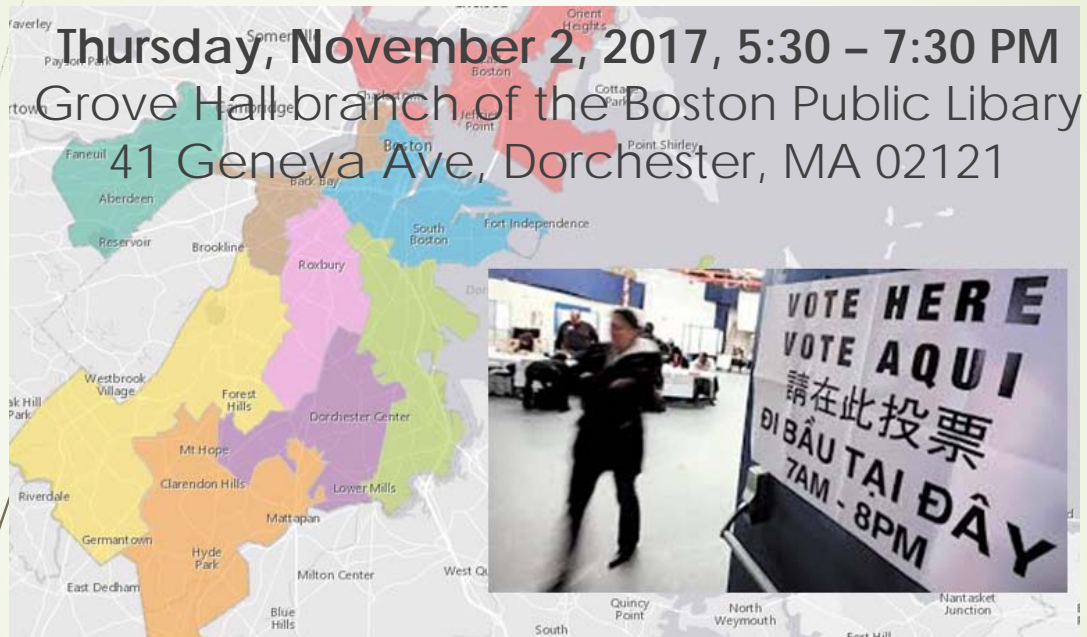 Thursday, November 2, 2017, 5:30 – 7:30 PM
Grove Hall branch of the Boston Public Libary
41 Geneva Ave, Dorchester, MA 02121
Orient
Heights
Boston
Jeffries
Point
Point Shirley
Faneuil
Aberdeen
Reservoir
Brookline
Back Bay
Boston
South
Boston
Fort Independence
Roxbury
Westbrook
Village
Forest
Hills
Dorchester Center
Mt Hope
Clarendon Hills
Lower Mills
Riverdale
Mattapan
Germantown
Hyde
Park
East Dedham
Milton Center
Blue
Hills
Quincy
Point
North
Weymouth
Nantasket
Junction
South
VOTE HERE
VOTE AQUI
請在此投票
ĐI BẦU TẠI ĐÂY
7AM - 8PM